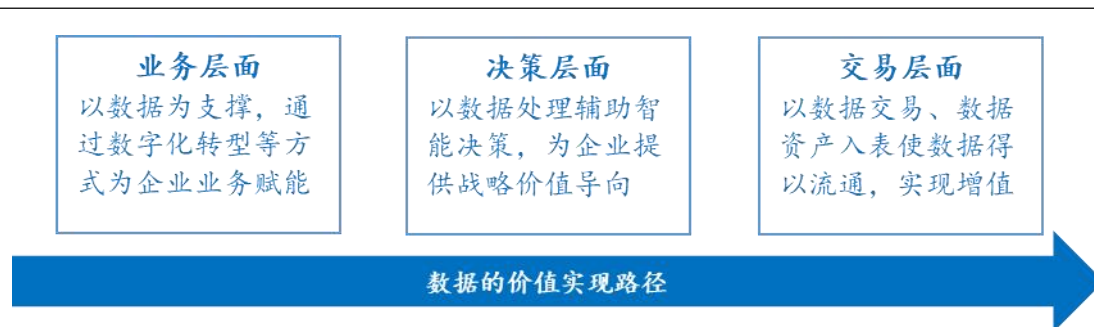 业务层面
以数据为支撑，通
过数字化转型等方
式为企业业务赋能
决策层面
以数据处理辅助智
能决策，为企业提
供战略价值导向
交易层面
以数据交易、数据
资产入表使数据得
以流通，实现增值
数据的价值实现路径